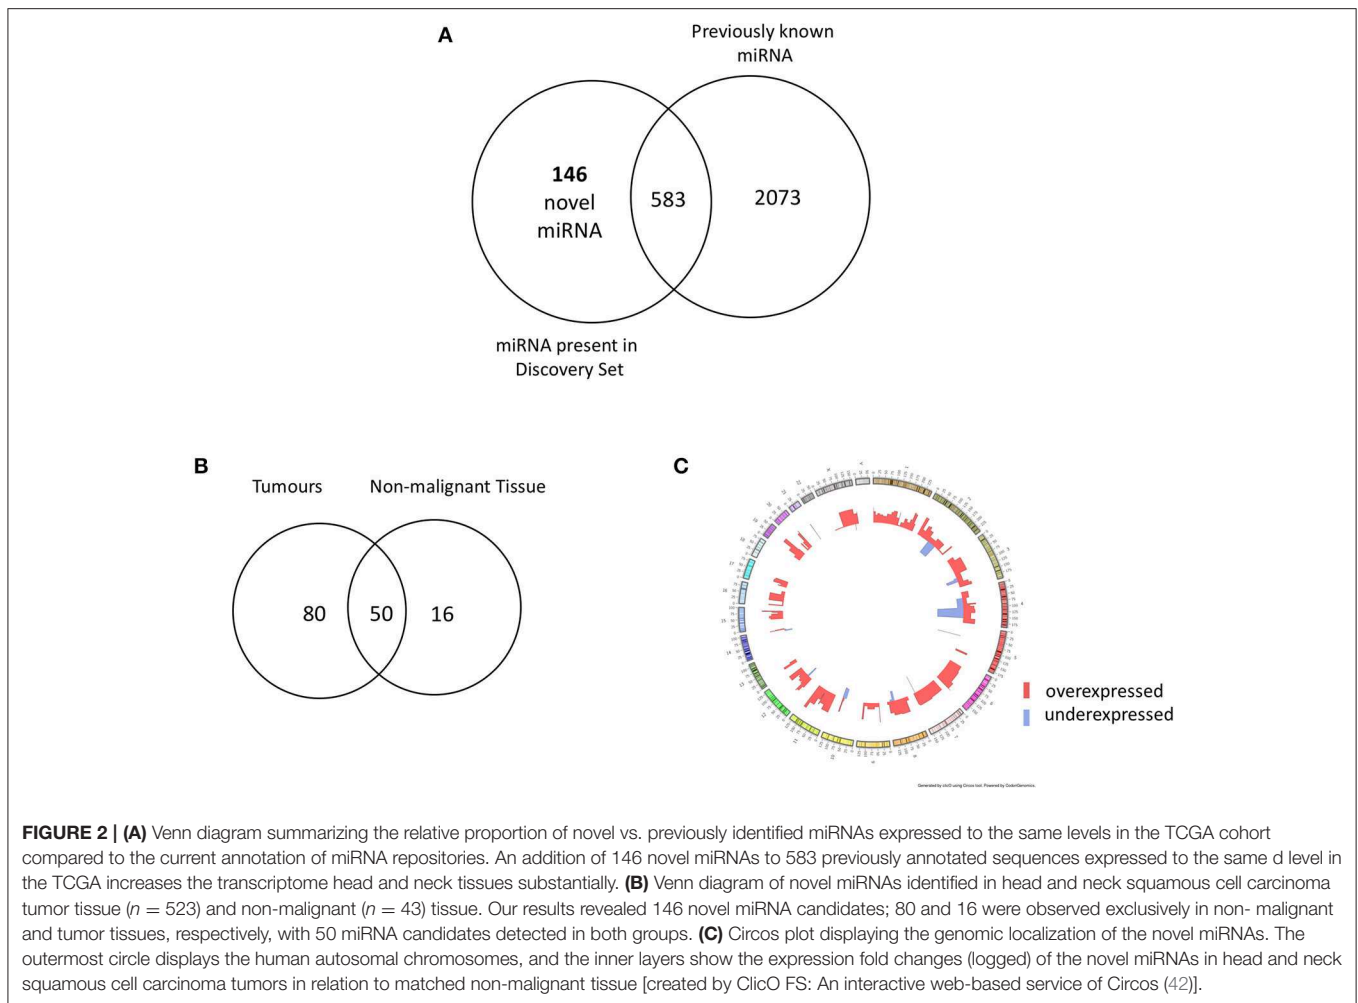 A
Previously known
miRNA
146
novel
miRNA
583
2073
miRNA present in
Discovery Set
B
Tumours
Non-malignant Tissue
80
50
16
C
overexpressed
underexpressed
Generated by clicO using Circos tool. Powered by CodonGenomics.
FIGURE 2 | (A) Venn diagram summarizing the relative proportion of novel vs. previously identified miRNAs expressed to the same levels in the TCGA cohort
compared to the current annotation of miRNA repositories. An addition of 146 novel miRNAs to 583 previously annotated sequences expressed to the same d level in
the TCGA increases the transcriptome head and neck tissues substantially. (B) Venn diagram of novel miRNAs identified in head and neck squamous cell carcinoma
tumor tissue (n = 523) and non-malignant (n = 43) tissue. Our results revealed 146 novel miRNA candidates; 80 and 16 were observed exclusively in non- malignant
and tumor tissues, respectively, with 50 miRNA candidates detected in both groups. (C) Circos plot displaying the genomic localization of the novel miRNAs. The
outermost circle displays the human autosomal chromosomes, and the inner layers show the expression fold changes (logged) of the novel miRNAs in head and neck
squamous cell carcinoma tumors in relation to matched non-malignant tissue [created by ClicO FS: An interactive web-based service of Circos (42)].